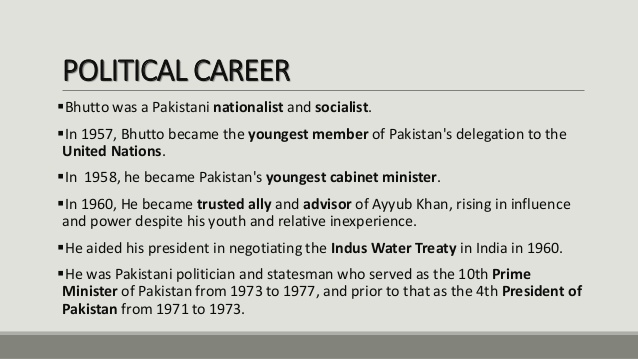 POLITICAL CAREER
▪Bhutto was a Pakistani nationalist and socialist.
▪In 1957, Bhutto became the youngest member of Pakistan's delegation to the
United Nations.
▪In  1958, he became Pakistan's youngest cabinet minister.
▪In 1960, He became trusted ally and advisor of Ayyub Khan, rising in influence
and power despite his youth and relative inexperience.
▪He aided his president in negotiating the Indus Water Treaty in India in 1960.
▪He was Pakistani politician and statesman who served as the 10th Prime
Minister of Pakistan from 1973 to 1977, and prior to that as the 4th President of
Pakistan from 1971 to 1973.